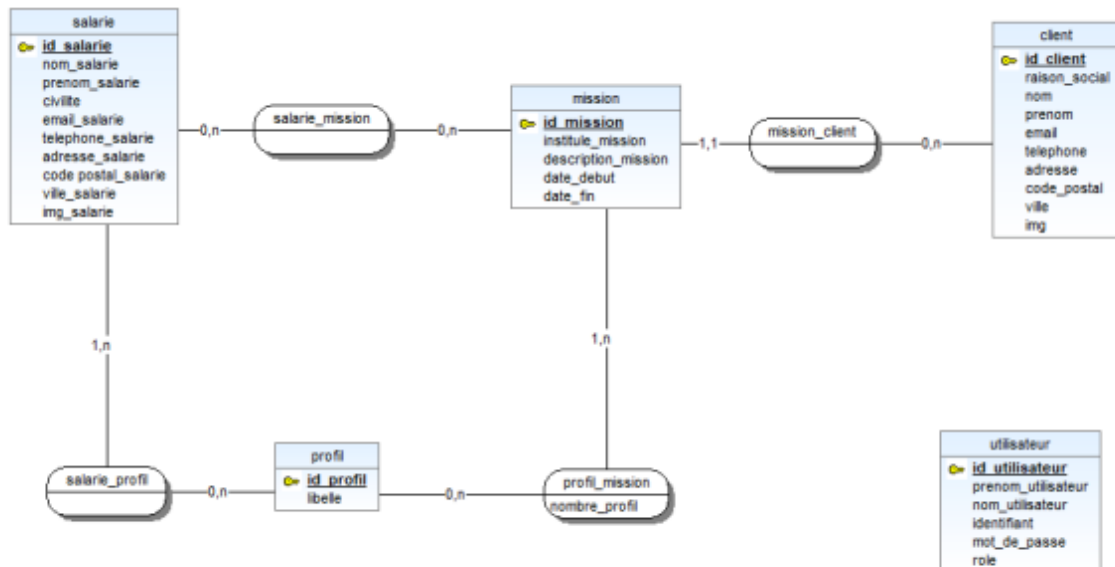 salarie
id_salarie
nom_salarie
prenom_salarie
civilite
email_salarie
telephone_salarie
adresse_salarie
code postal_salarie
ville_salarie
img_salarie
0,n
salarie_mission
0,n
mission
id_mission
institule_mission
description_mission
date_debut
date_fin
1,1
mission_client
0,n
client
id_client
raison_social
nom
prenom
email
telephone
adresse
code_postal
ville
img
1,n
1,n
salarie_profil
0,n
profil
id_profil
libelle
0,n
profil_mission
nombre_profil
utilisateur
id_utilisateur
prenom_utilisateur
nom_utilisateur
identifiant
mot_de_passe
role